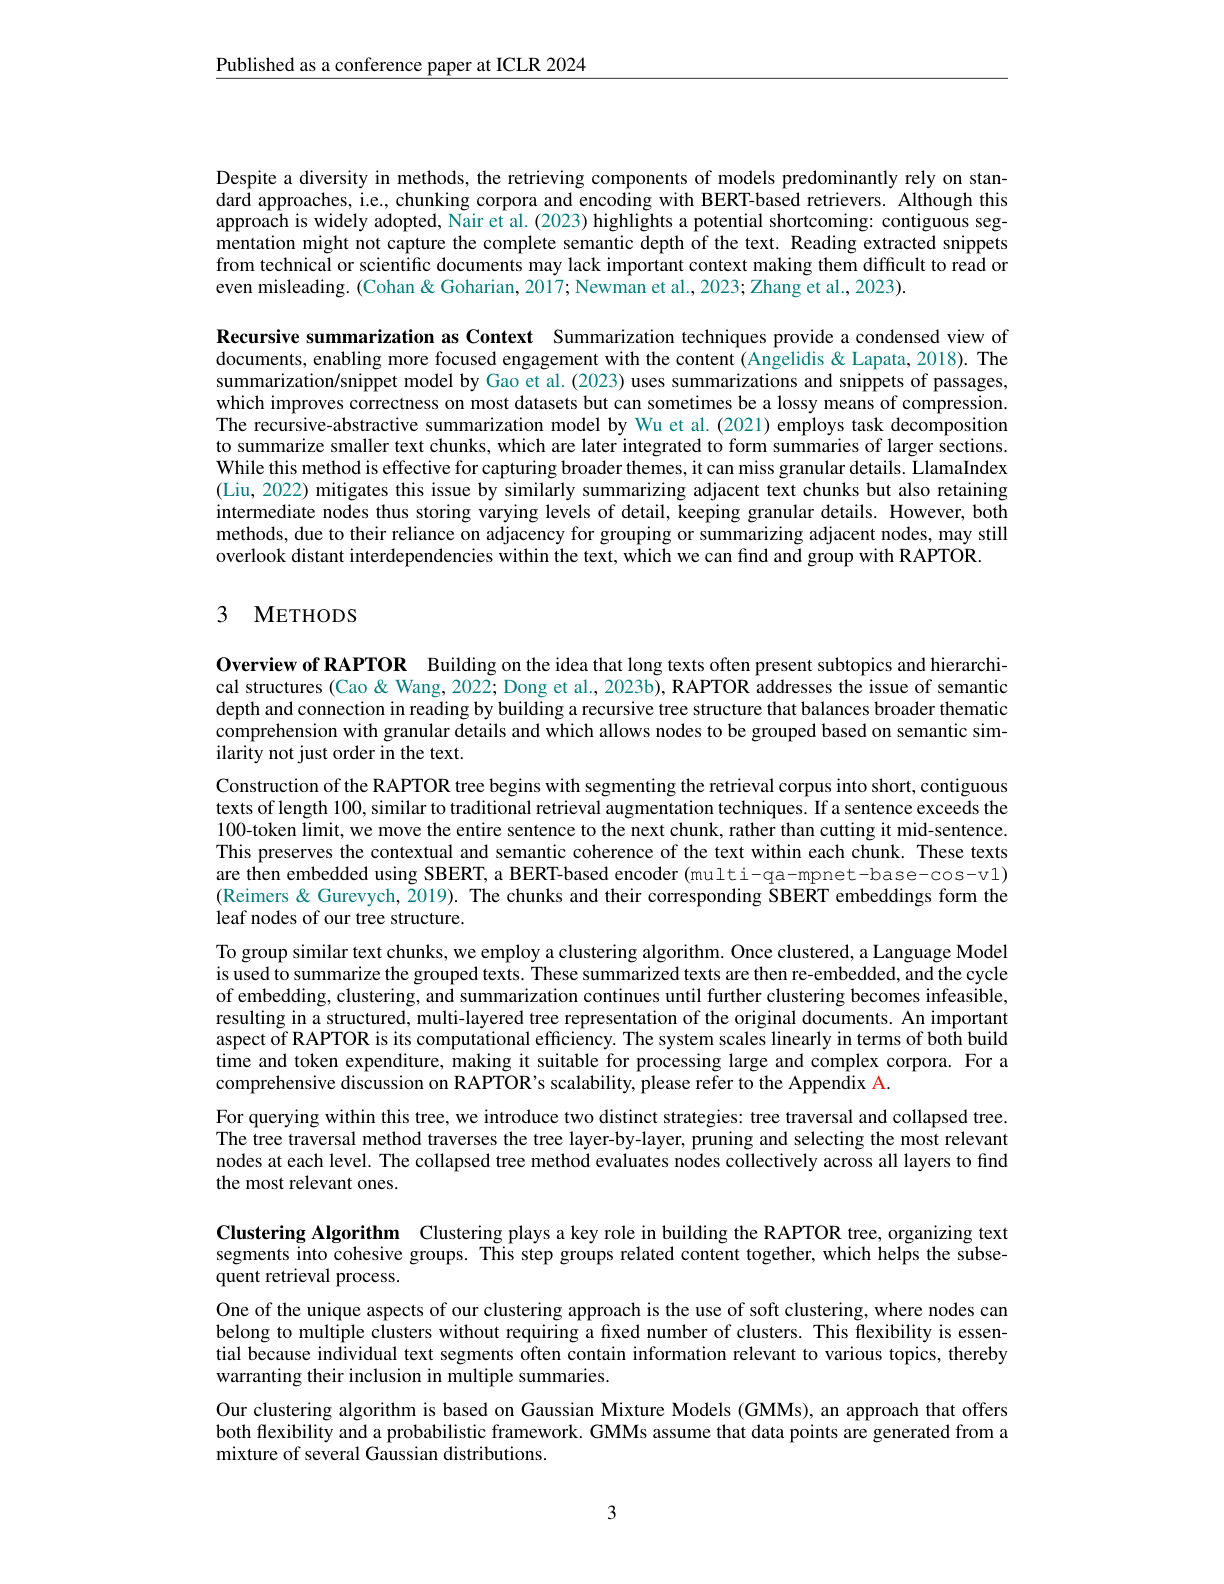 Published as a conference paper at ICLR 2024
Despite a diversity in methods, the retrieving components of models predominantly rely on stan-
dard approaches, i.e., chunking corpora and encoding with BERT-based retrievers. Although this
approach is widely adopted, Nair et al. (2023) highlights a potential shortcoming: contiguous seg-
mentation might not capture the complete semantic depth of the text. Reading extracted snippets
from technical or scientific documents may lack important context making them difficult to read or
even misleading. (Cohan & Goharian, 2017; Newman et al., 2023; Zhang et al., 2023).
Recursive summarization as Context Summarization techniques provide a condensed view of
documents, enabling more focused engagement with the content (Angelidis & Lapata, 2018). The
summarization/snippet model by Gao et al. (2023) uses summarizations and snippets of passages,
which improves correctness on most datasets but can sometimes be a lossy means of compression.
The recursive-abstractive summarization model by Wu et al. (2021) employs task decomposition
to summarize smaller text chunks, which are later integrated to form summaries of larger sections.
While this method is effective for capturing broader themes, it can miss granular details. LlamaIndex
(Liu, 2022) mitigates this issue by similarly summarizing adjacent text chunks but also retaining
intermediate nodes thus storing varying levels of detail, keeping granular details. However, both
methods, due to their reliance on adjacency for grouping or summarizing adjacent nodes, may still
overlook distant interdependencies within the text, which we can find and group with RAPTOR.
3 METHODS
Overview of RAPTOR Building on the idea that long texts often present subtopics and hierarchi-
cal structures (Cao & Wang, 2022; Dong et al., 2023b), RAPTOR addresses the issue of semantic
depth and connection in reading by building a recursive tree structure that balances broader thematic
comprehension with granular details and which allows nodes to be grouped based on semantic sim-
ilarity not just order in the text.
Construction of the RAPTOR tree begins with segmenting the retrieval corpus into short, contiguous
texts of length 100, similar to traditional retrieval augmentation techniques. If a sentence exceeds the
100-token limit, we move the entire sentence to the next chunk, rather than cutting it mid-sentence.
This preserves the contextual and semantic coherence of the text within each chunk. These texts
are then embedded using SBERT, a BERT-based encoder (multi-qa-mpnet-base-cos-v1)
(Reimers & Gurevych, 2019). The chunks and their corresponding SBERT embeddings form the
leaf nodes of our tree structure.
To group similar text chunks, we employ a clustering algorithm. Once clustered, a Language Model
is used to summarize the grouped texts. These summarized texts are then re-embedded, and the cycle
of embedding, clustering, and summarization continues until further clustering becomes infeasible,
resulting in a structured, multi-layered tree representation of the original documents. An important
aspect of RAPTOR is its computational efficiency. The system scales linearly in terms of both build
time and token expenditure, making it suitable for processing large and complex corpora. For a
comprehensive discussion on RAPTOR's scalability, please refer to the Appendix A.
For querying within this tree, we introduce two distinct strategies: tree traversal and collapsed tree.
The tree traversal method traverses the tree layer-by-layer, pruning and selecting the most relevant
nodes at each level. The collapsed tree method evaluates nodes collectively across all layers to find
the most relevant ones.
Clustering Algorithm Clustering plays a key role in building the RAPTOR tree, organizing text
segments into cohesive groups. This step groups related content together, which helps the subse-
quent retrieval process.
One of the unique aspects of our clustering approach is the use of soft clustering, where nodes can
belong to multiple clusters without requiring a fixed number of clusters. This flexibility is essen-
tial because individual text segments often contain information relevant to various topics, thereby
warranting their inclusion in multiple summaries.
Our clustering algorithm is based on Gaussian Mixture Models (GMMs), an approach that offers
both flexibility and a probabilistic framework. GMMs assume that data points are generated from a
mixture of several Gaussian distributions.
3